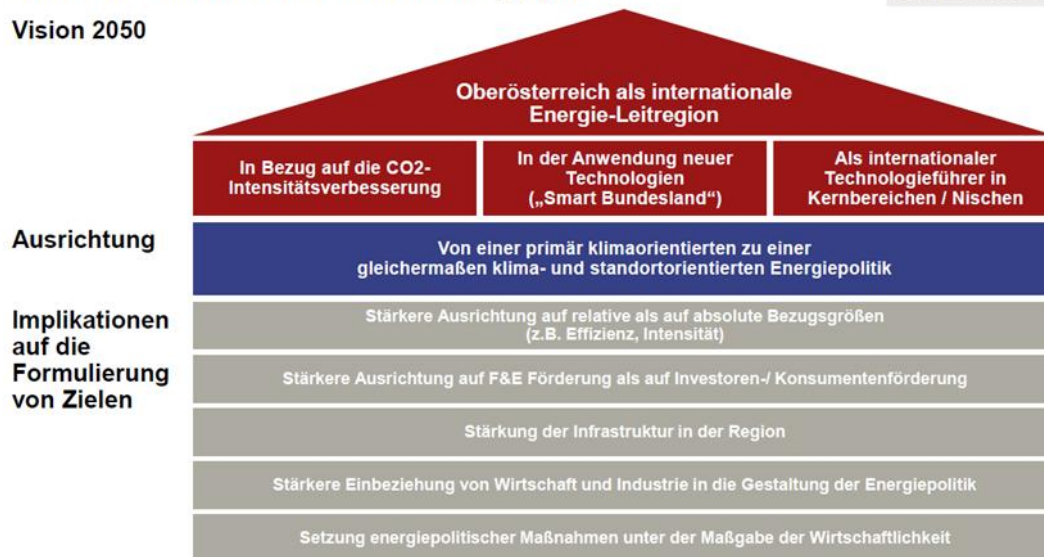 Vision 2050
Oberösterreich als internationale
Energie-Leitregion
In Bezug auf die CO2-
Intensitätsverbesserung
In der Anwendung neuer
Technologien
(„Smart Bundesland“)
Als internationaler
Technologieführer in
Kernbereichen / Nischen
Ausrichtung
Von einer primär klimaorientierten zu einer
gleichermaßen klima- und standortorientierten Energiepolitik
Implikationen
auf die
Formulierung
von Zielen
Stärkere Ausrichtung auf relative als auf absolute Bezugsgrößen
(z.B. Effizienz, Intensität)
Stärkere Ausrichtung auf F&E Förderung als auf Investoren-/ Konsumentenförderung
Stärkung der Infrastruktur in der Region
Stärkere Einbeziehung von Wirtschaft und Industrie in die Gestaltung der Energiepolitik
Setzung energiepolitischer Maßnahmen unter der Maßgabe der Wirtschaftlichkeit